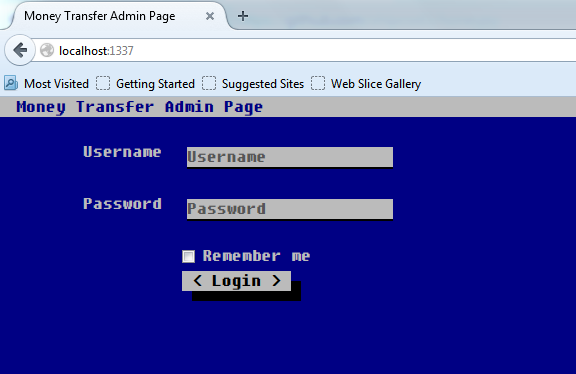 Money Transfer Admin Page
localhost:1337
Most Visited Getting Started Suggested Sites Web Slice Gallery
Money Transfer Admin Page
Username Username
Password Password
Remember me
< Login >